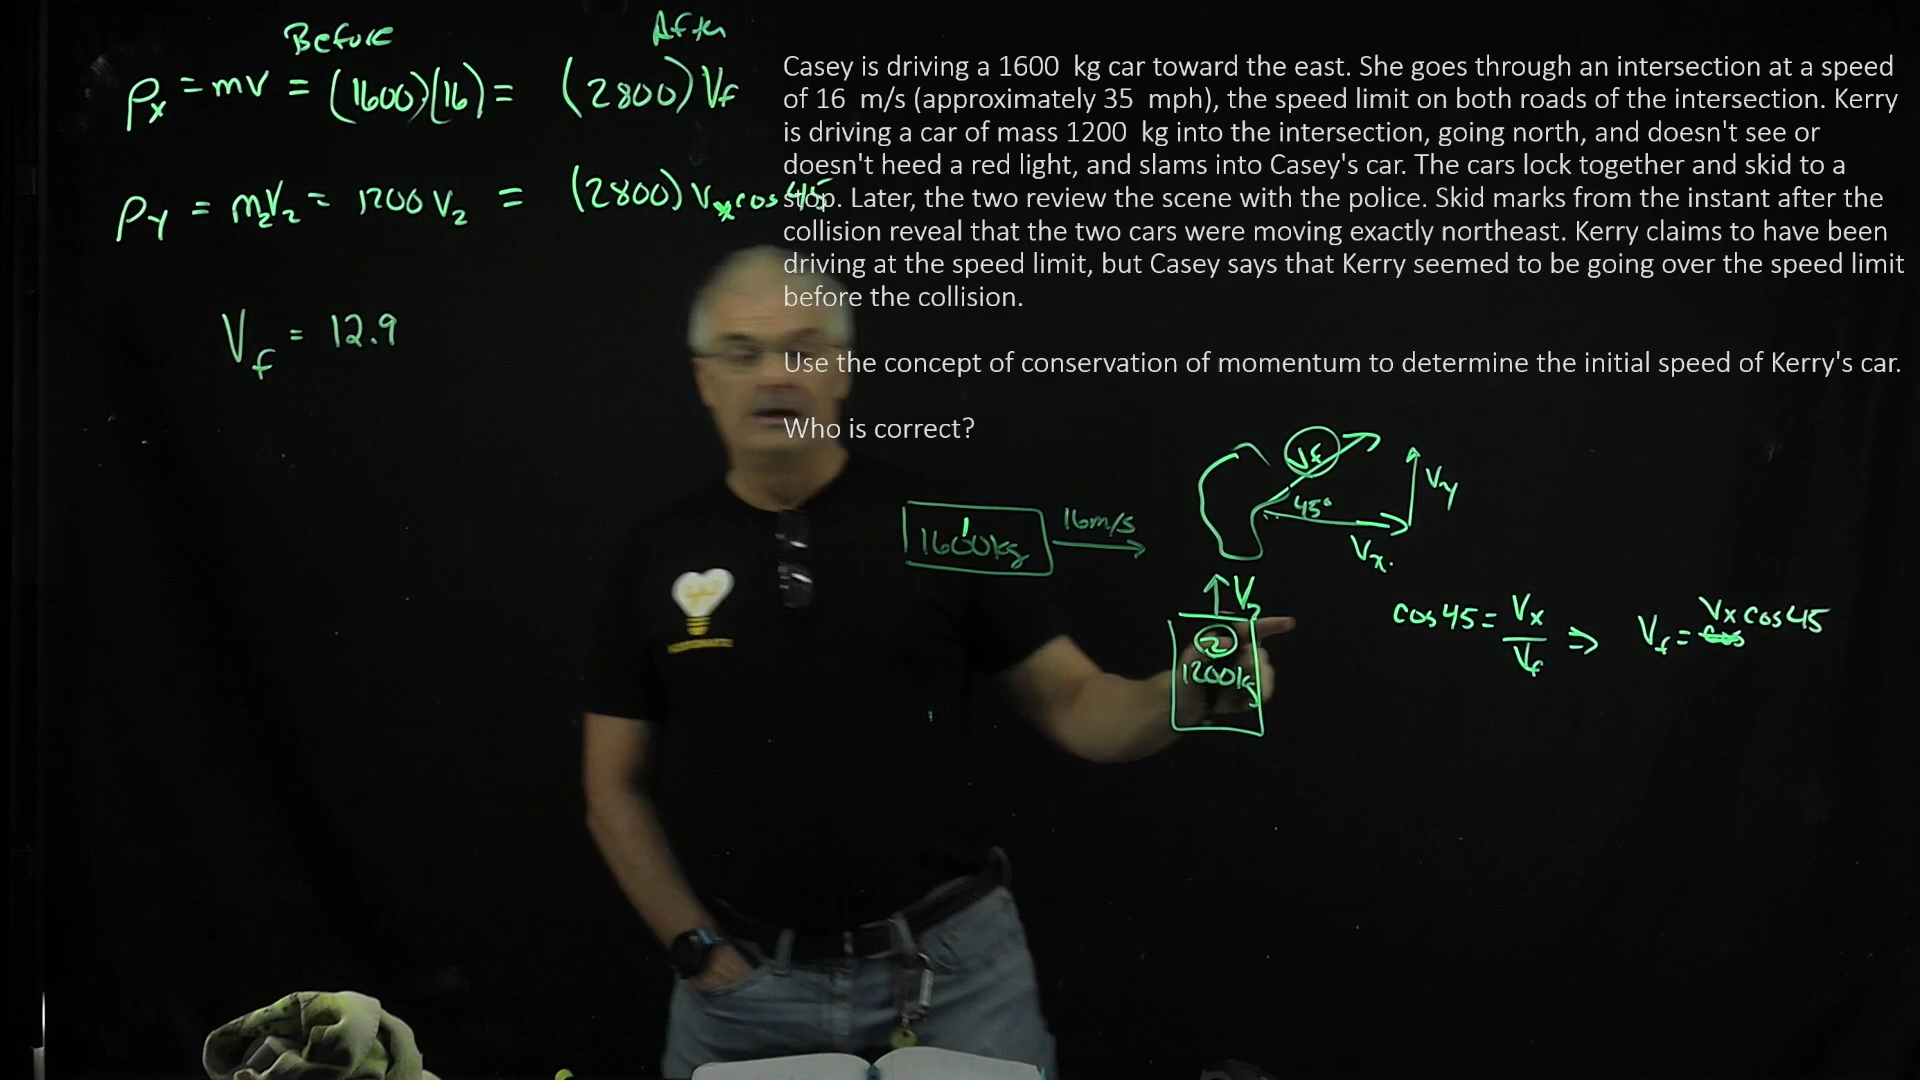 Before
After
Px = mV = (1600)(16) = (2800) Vf
PY = m2V2 = 1200 V2 = (2800) Vx cos 45
Vf = 12.9
Casey is driving a 1600 kg car toward the east. She goes through an intersection at a speed
of 16 m/s (approximately 35 mph), the speed limit on both roads of the intersection. Kerry
is driving a car of mass 1200 kg into the intersection, going north, and doesn't see or
doesn't heed a red light, and slams into Casey's car. The cars lock together and skid to a
stop. Later, the two review the scene with the police. Skid marks from the instant after the
collision reveal that the two cars were moving exactly northeast. Kerry claims to have been
driving at the speed limit, but Casey says that Kerry seemed to be going over the speed limit
before the collision.
Use the concept of conservation of momentum to determine the initial speed of Kerry's car.
Who is correct?
Vf
Vy
45°
1600kg
16m/s
Vx.
V2
2
1200kg
cos 45 = Vx/Vf ⇒ Vf = Vx cos 45